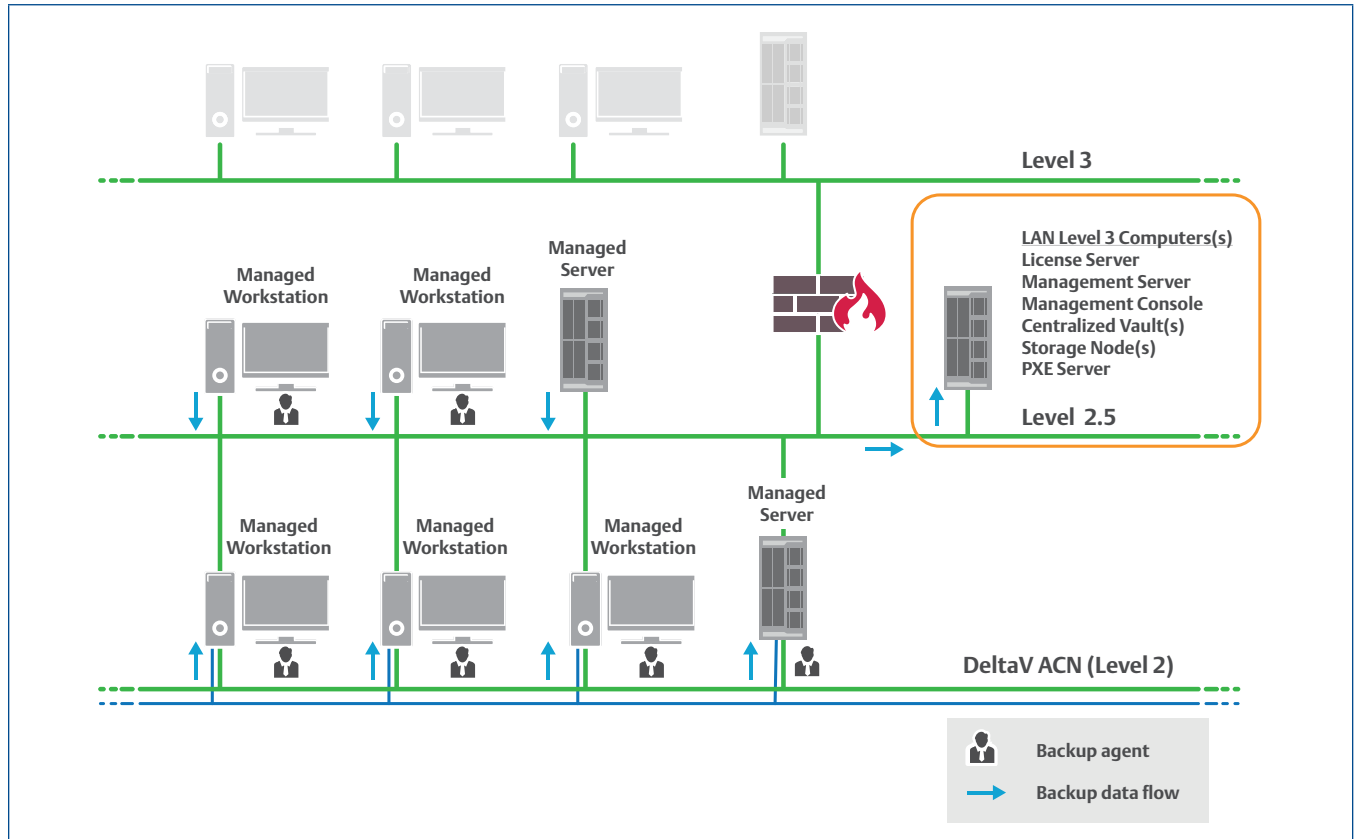 Level 3
LAN Level 3 Computers(s)
License Server
Management Server
Management Console
Centralized Vault(s)
Storage Node(s)
PXE Server
Managed
Workstation
Managed
Workstation
Managed
Server
Level 2.5
Managed
Workstation
Managed
Workstation
Managed
Workstation
Managed
Server
DeltaV ACN (Level 2)
Backup agent
Backup data flow